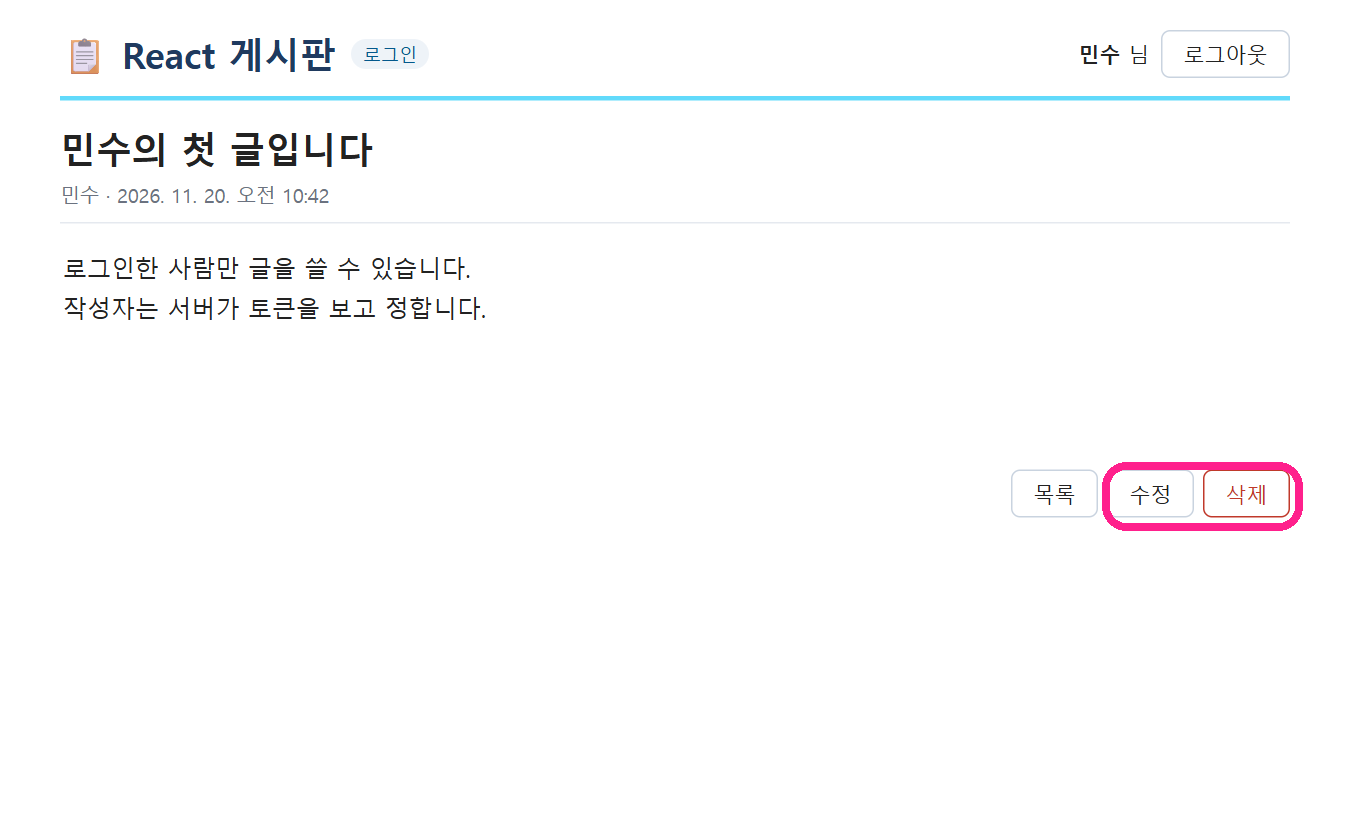 React 게시판 로그인 민수 님 로그아웃
민수의 첫 글입니다
민수 · 2026. 11. 20. 오전 10:42
로그인한 사람만 글을 쓸 수 있습니다.
작성자는 서버가 토큰을 보고 정합니다.
목록 수정 삭제